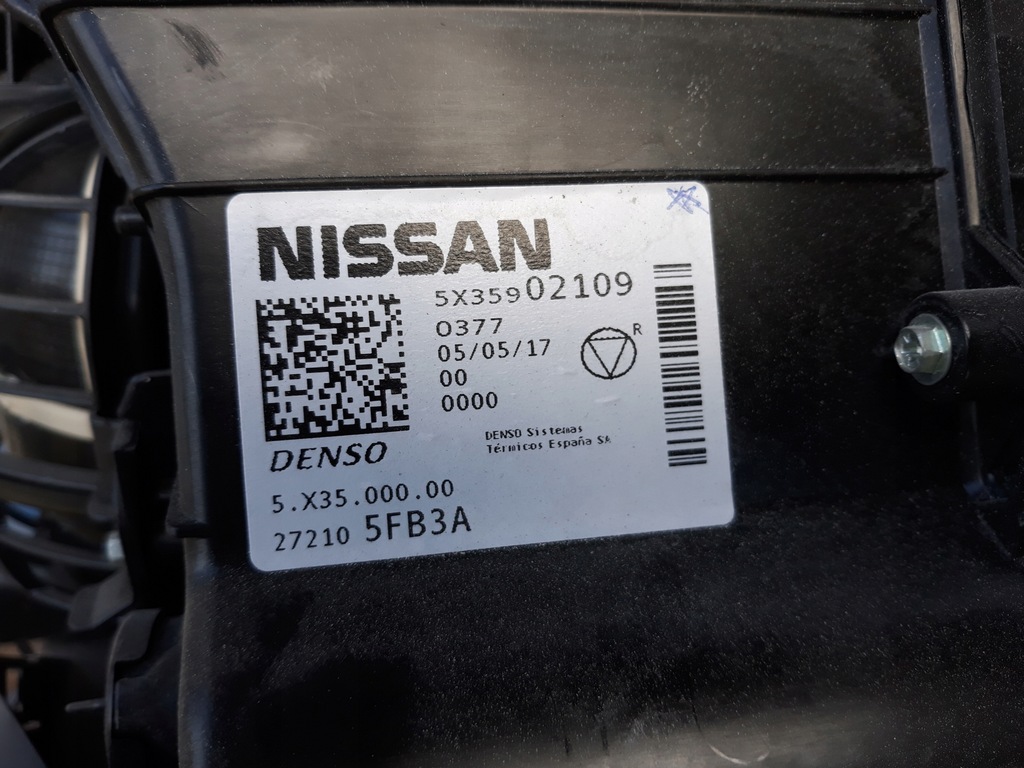 NISSAN
5X35902109
0377
05/05/17
R
00
0000
DENSO Sistemas
Térmicos España SA
DENSO
5.X35.000.00
27210 5FB3A